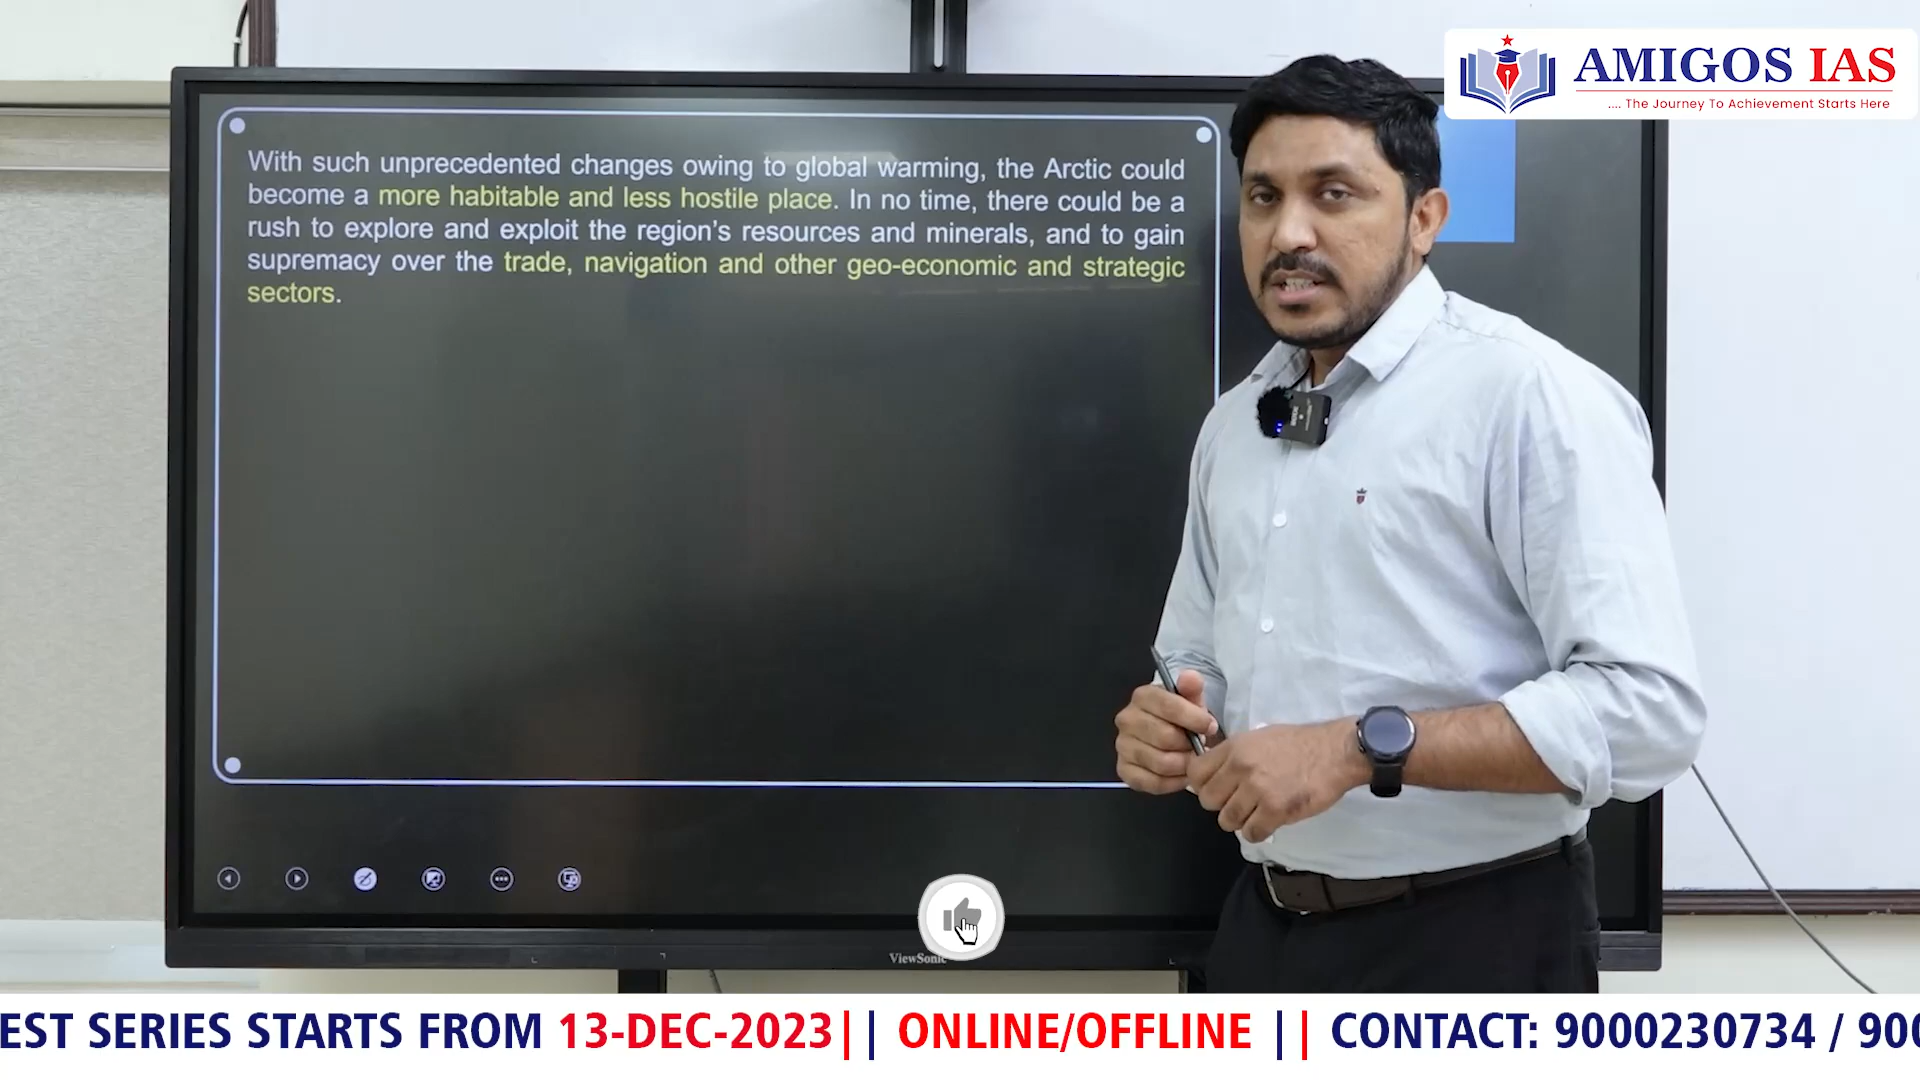 AMIGOS IAS
.... The Journey To Achievement Starts Here
With such unprecedented changes owing to global warming, the Arctic could
become a more habitable and less hostile place. In no time, there could be a
rush to explore and exploit the region's resources and minerals, and to gain
supremacy over the trade, navigation and other geo-economic and strategic
sectors.
ViewSonic
EST SERIES STARTS FROM 13-DEC-2023|| ONLINE/OFFLINE || CONTACT: 9000230734 / 900